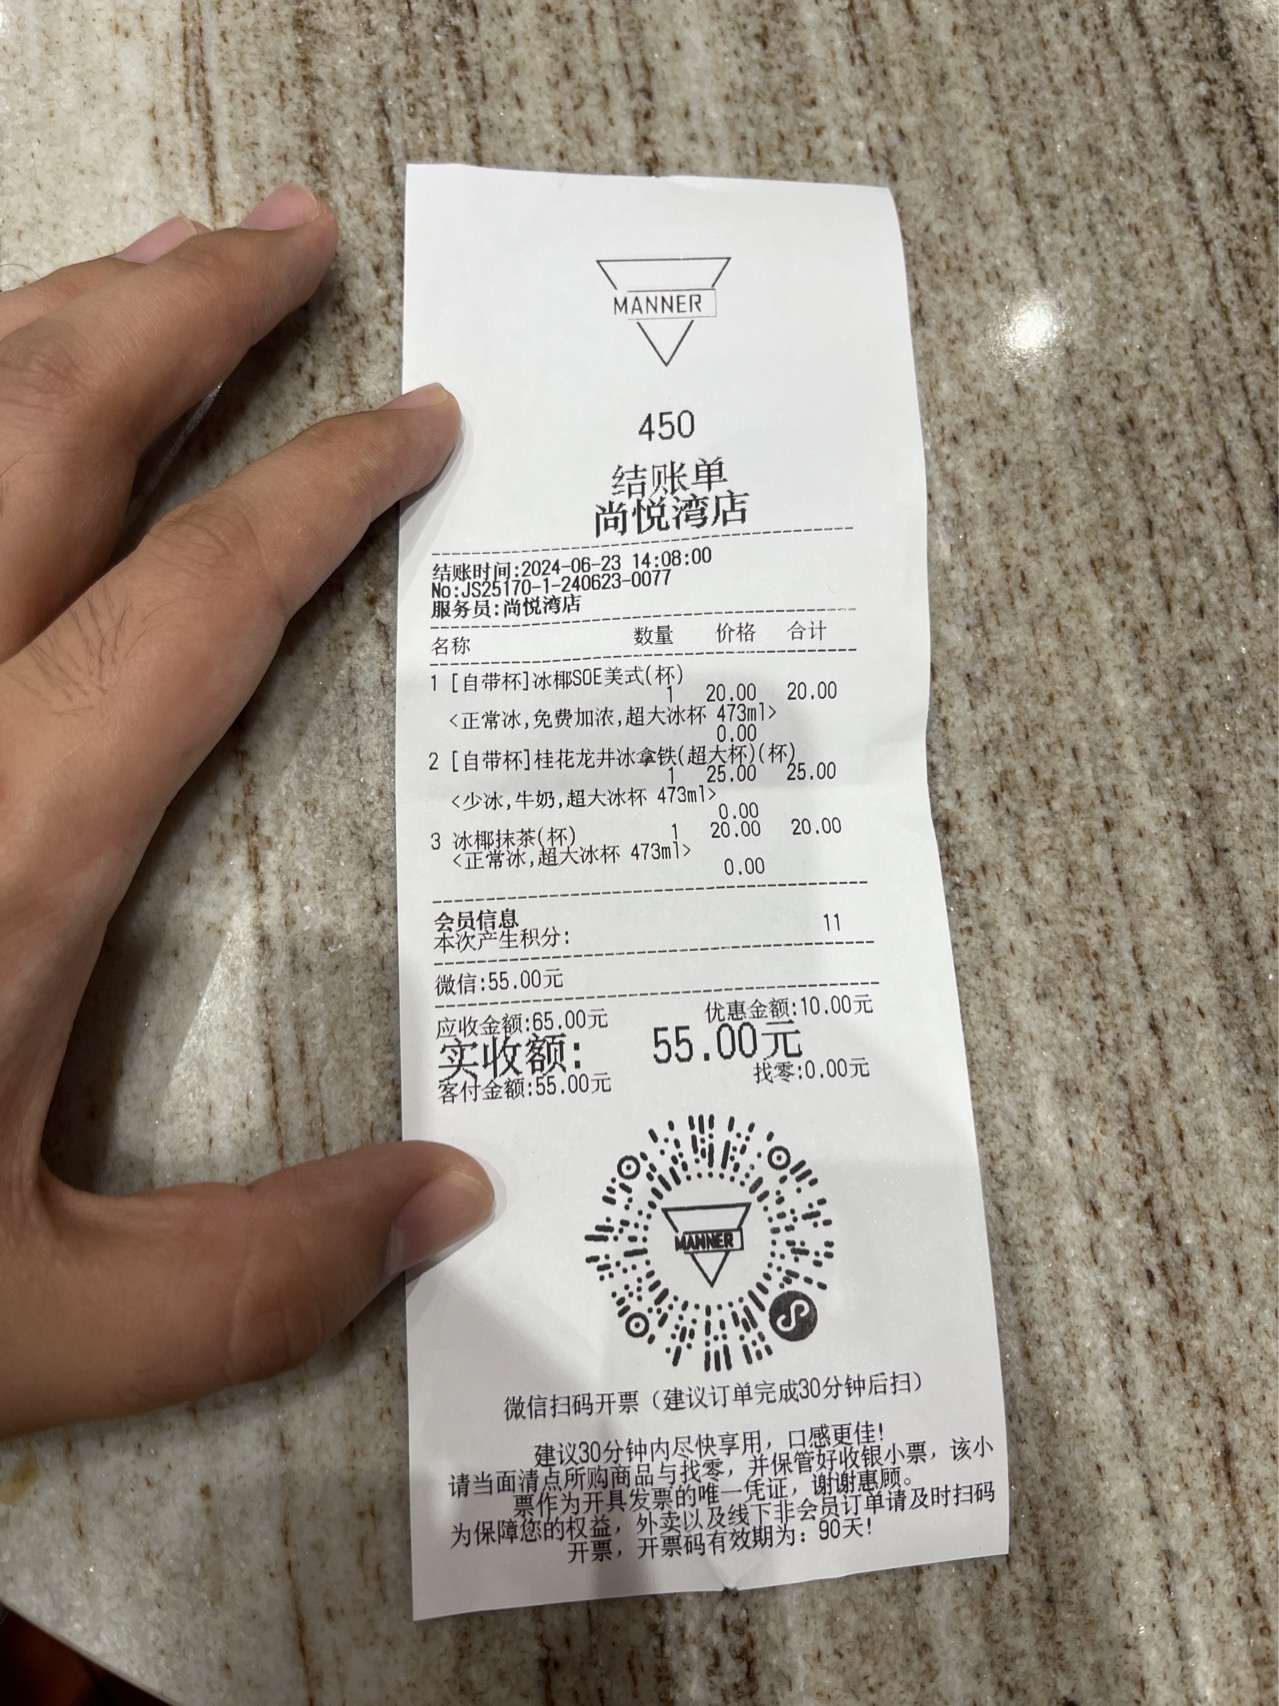 MANNER
450
结账单
尚悦湾店
结账时间:2024-06-23 14:08:00
No:JS25170-1-240623-0077
服务员:尚悦湾店
名称 数量 价格 合计
1 [自带杯]冰椰SOE美式(杯)
1 20.00 20.00
<正常冰,免费加浓,超大冰杯 473ml>
0.00
2 [自带杯]桂花龙井冰拿铁(超大杯)(杯)
1 25.00 25.00
<少冰,牛奶,超大冰杯 473ml>
0.00
3 冰椰抹茶(杯) 1 20.00 20.00
<正常冰,超大冰杯 473ml>
0.00
会员信息
本次产生积分: 11
微信:55.00元
应收金额:65.00元 优惠金额:10.00元
实收额: 55.00元
客付金额:55.00元 找零:0.00元
MANNER
微信扫码开票（建议订单完成30分钟后扫）
建议30分钟内尽快享用，口感更佳!
请当面清点所购商品与找零，并保管好收银小票，该小
票作为开具发票的唯一凭证，谢谢惠顾。
为保障您的权益，外卖以及线下非会员订单请及时扫码
开票，开票码有效期为：90天!